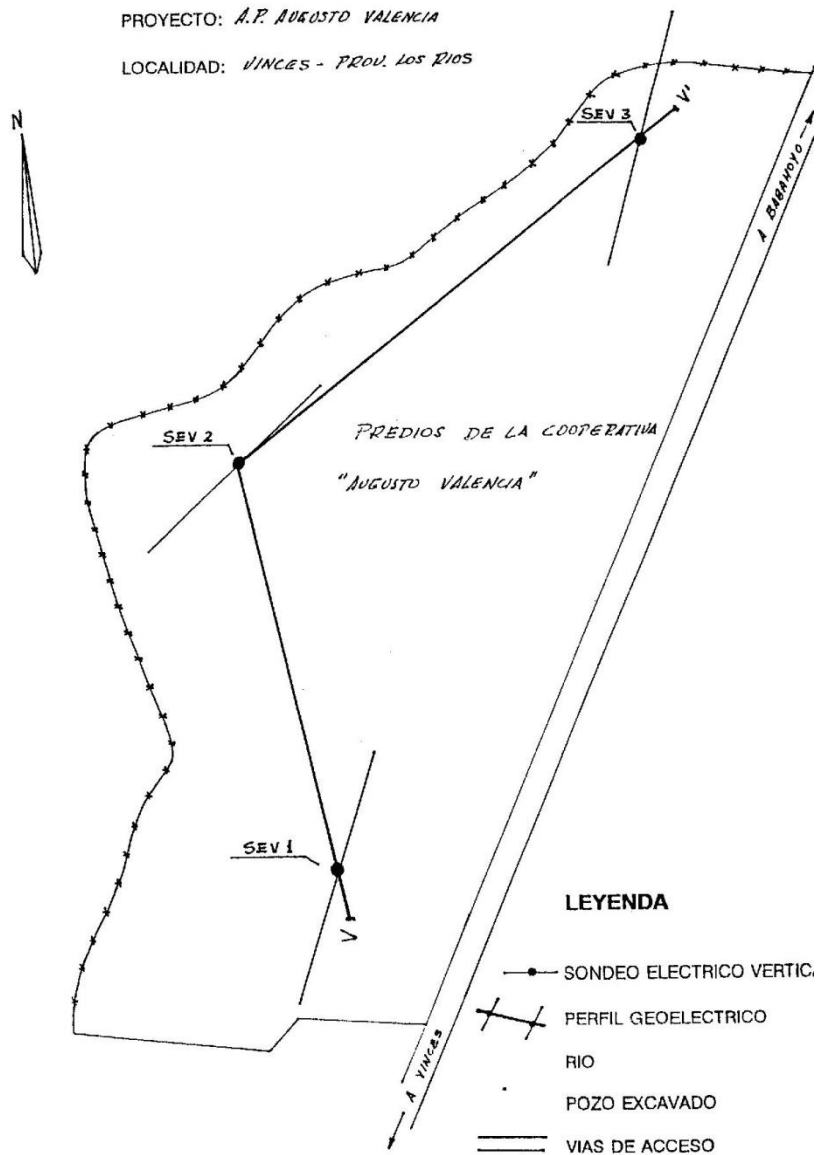 PROYECTO: A.P. AUGUSTO VALENCIA
LOCALIDAD: VINCES - PROV. LOS RIOS
N
SEV 3
V'
A BABAHOYO
SEV 2
PREDIOS DE LA COOPERATIVA
"AUGUSTO VALENCIA"
SEV 1
V
LEYENDA
SONDEO ELECTRICO VERTICA
PERFIL GEOELECTRICO
RIO
A VINCES
POZO EXCAVADO
VIAS DE ACCESO